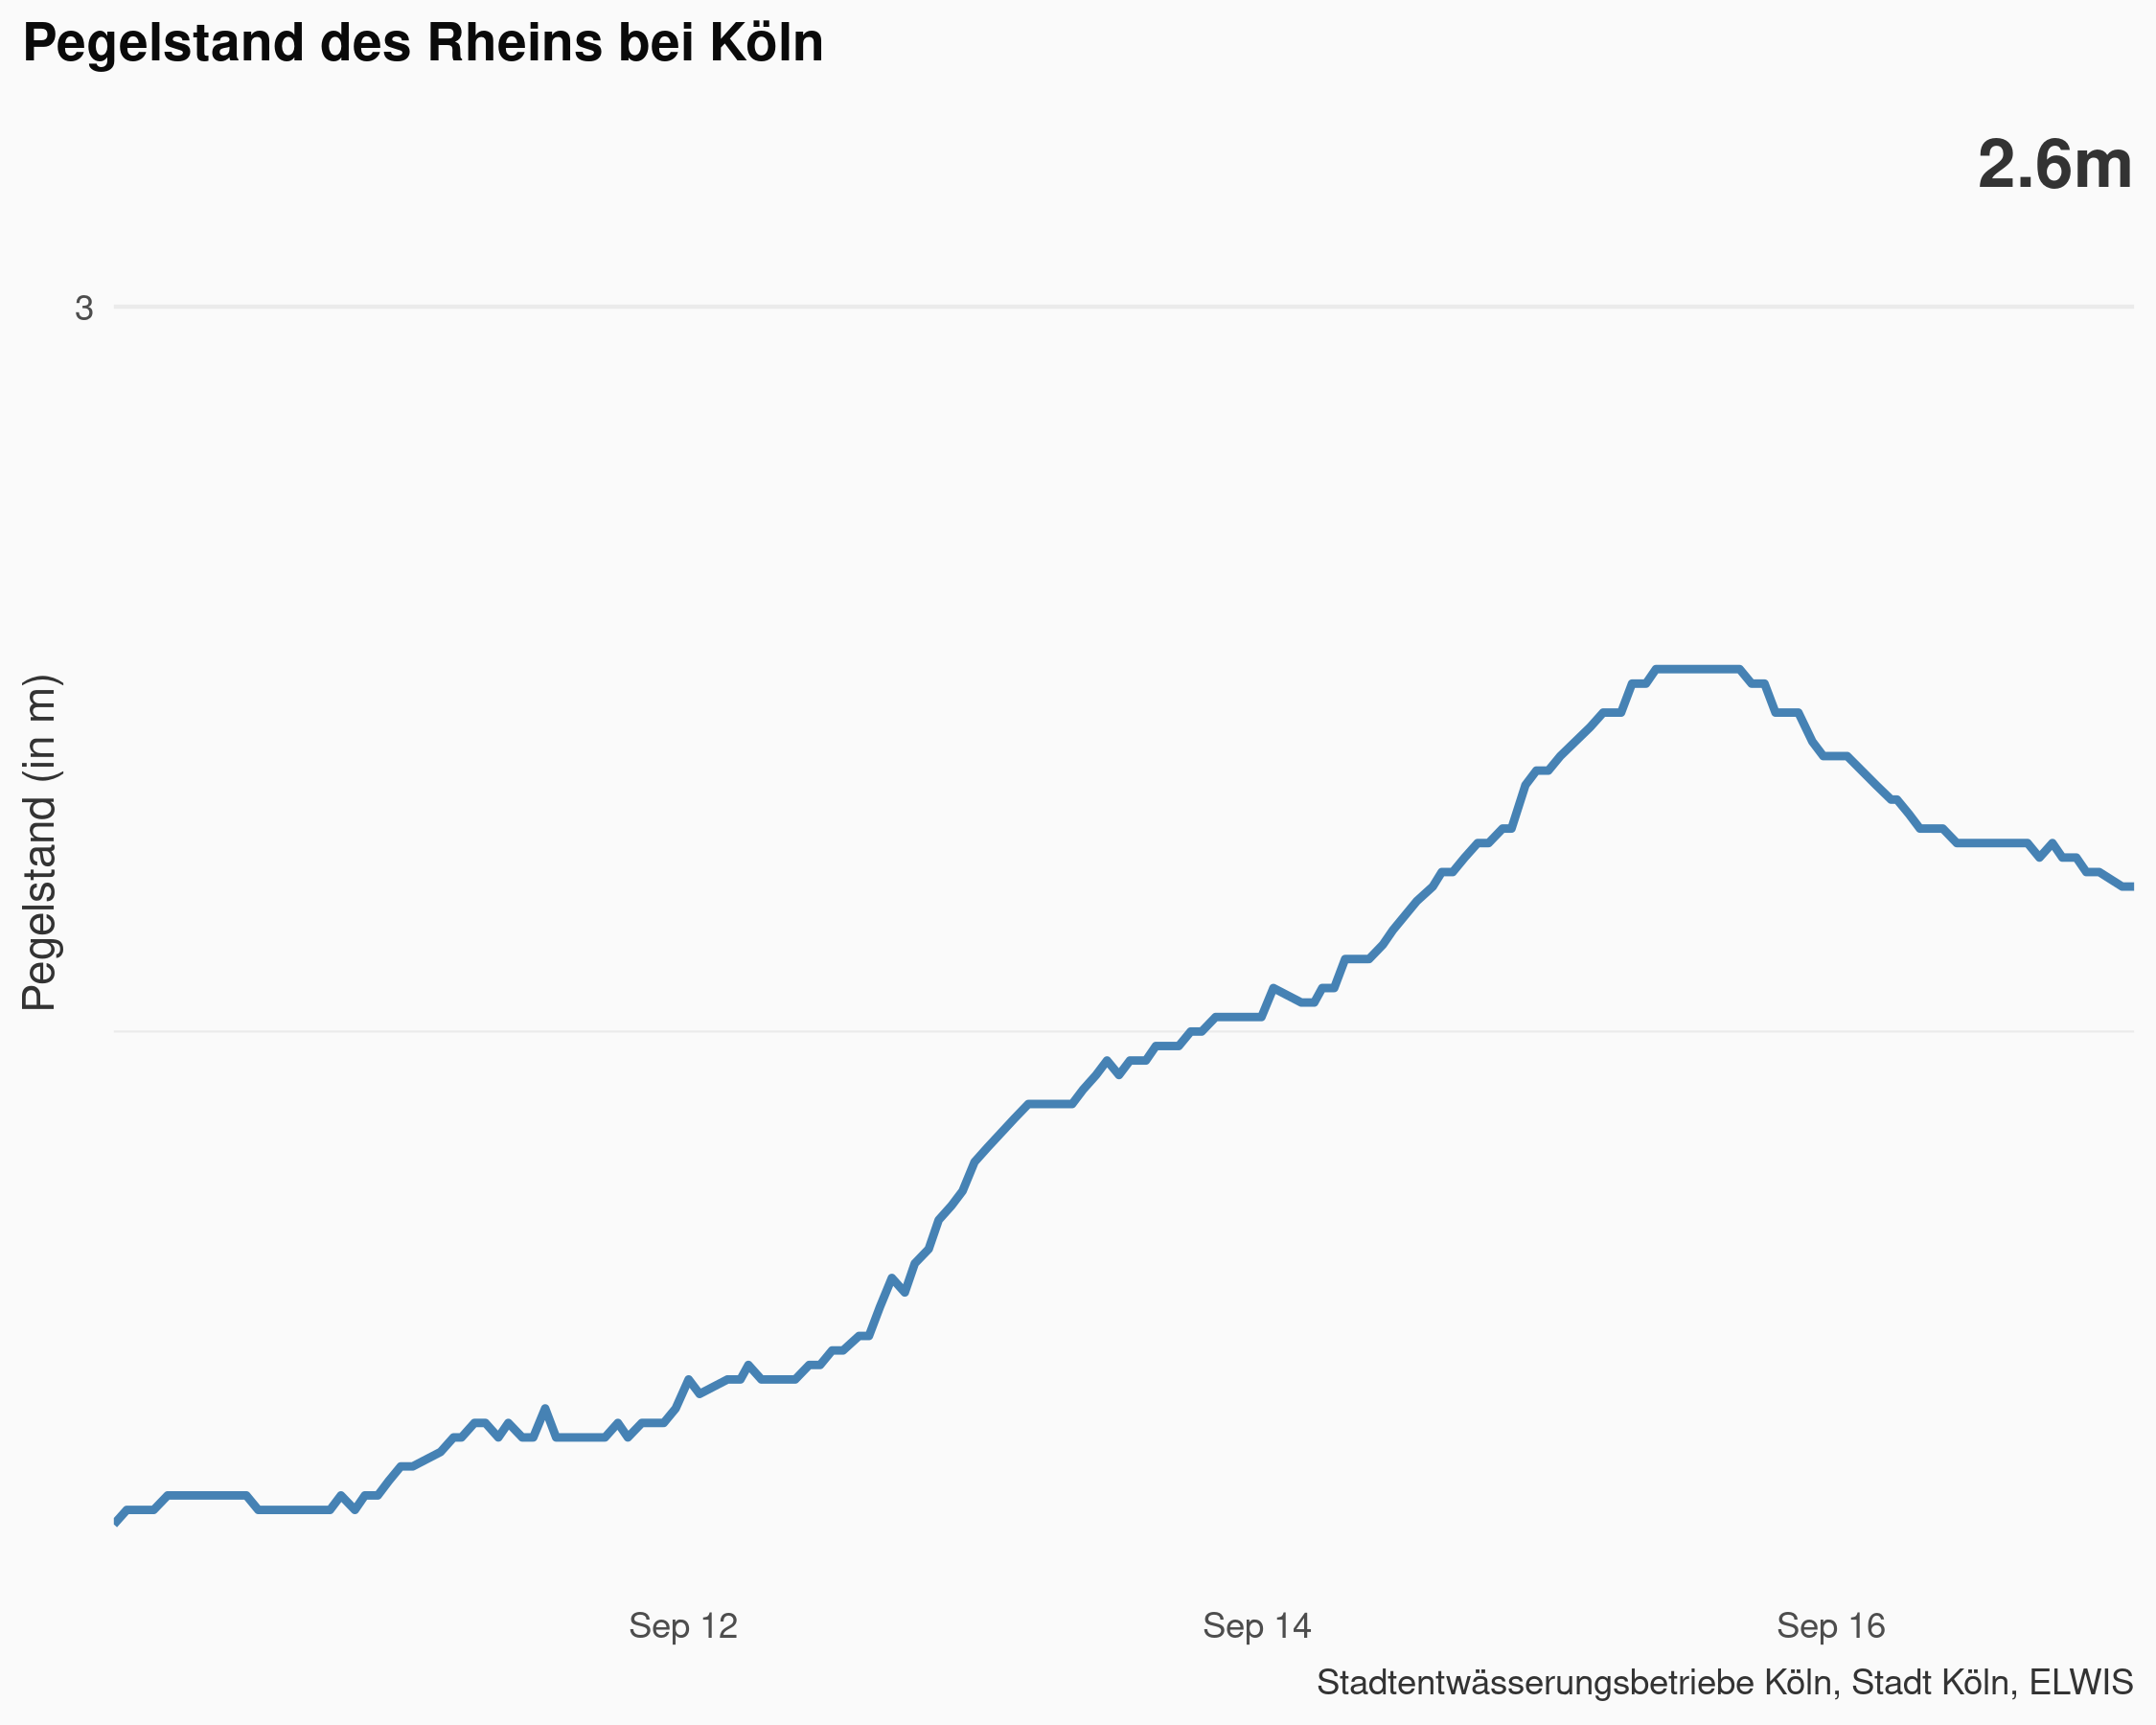 Pegelstand des Rheins bei Köln
2.6m
3
Pegelstand (in m)
Sep 12
Sep 14
Sep 16
Stadtentwässerungsbetriebe Köln, Stadt Köln, ELWIS